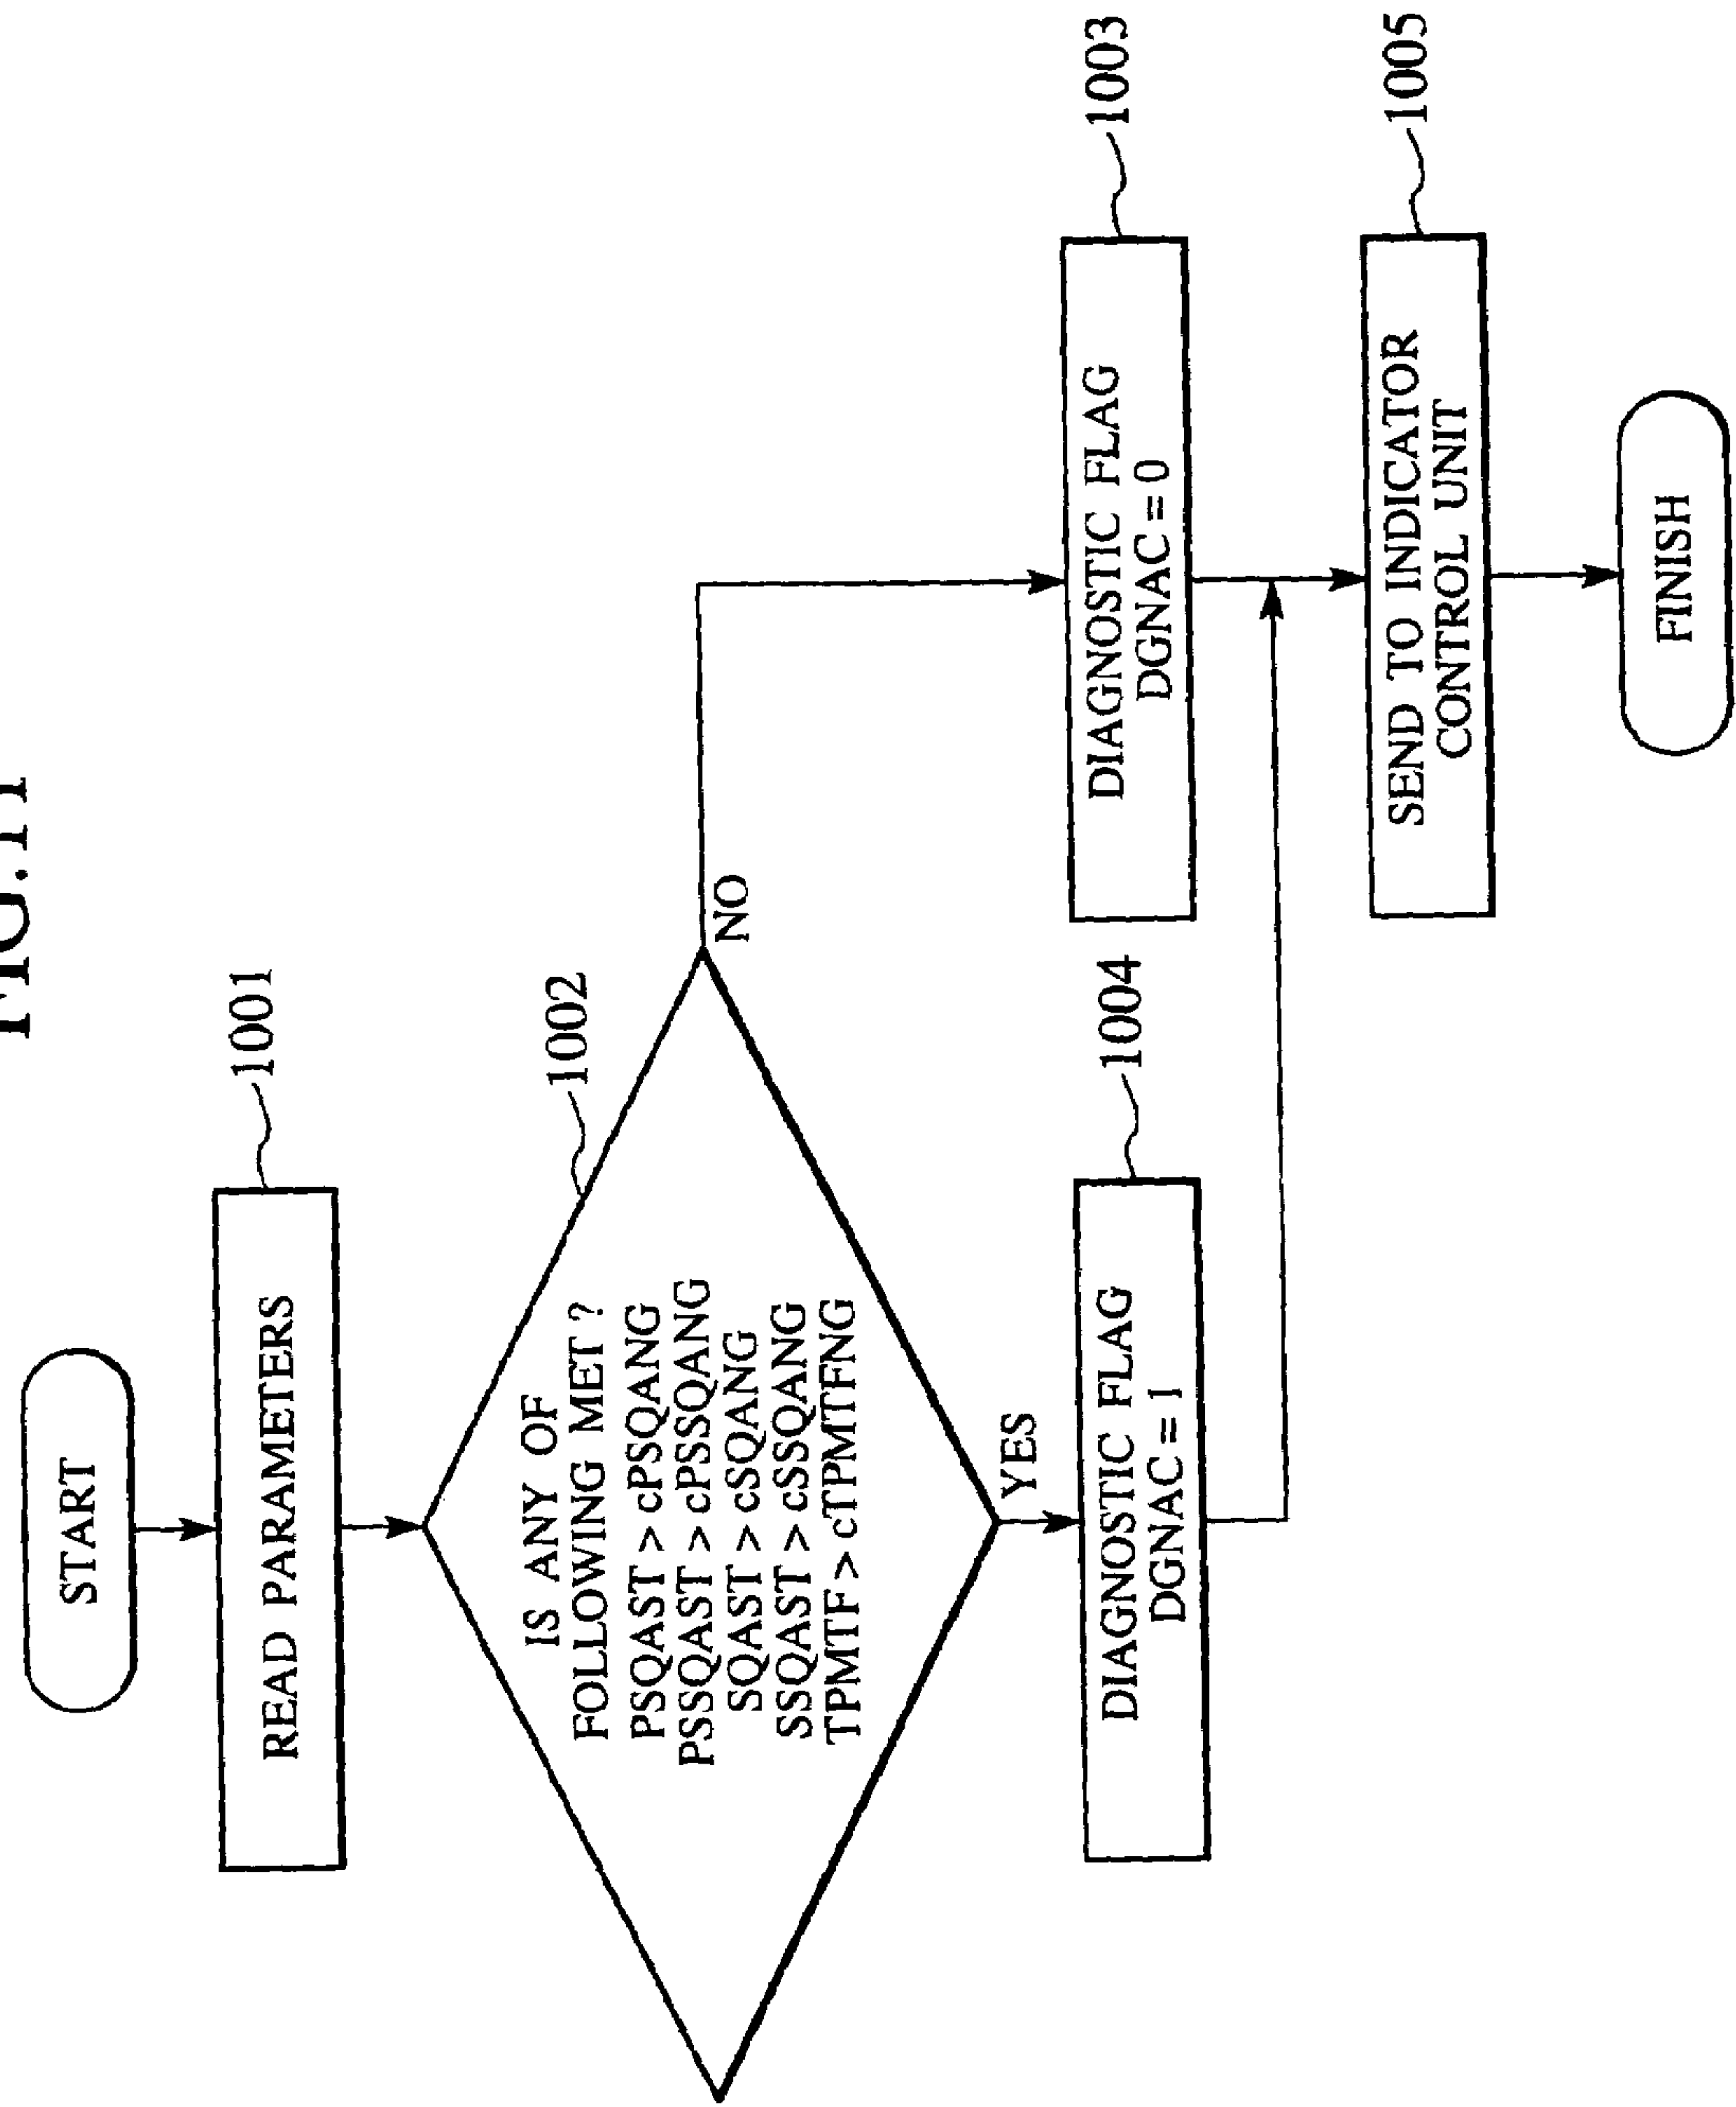 FIG.11
START
READ PARAMETERS
1001
IS ANY OF
FOLLOWING MET ?
PSQAST > cPSQANG
PSSQAST > cPSSQANG
SQAST > cSQANG
SSQAST > cSSQANG
TPMTF > cTPMTFNG
1002
NO
YES
DIAGNOSTIC FLAG
DGNAC = 1
1004
DIAGNOSTIC FLAG
DGNAC = 0
1003
SEND TO INDICATOR
CONTROL UNIT
1005
FINISH